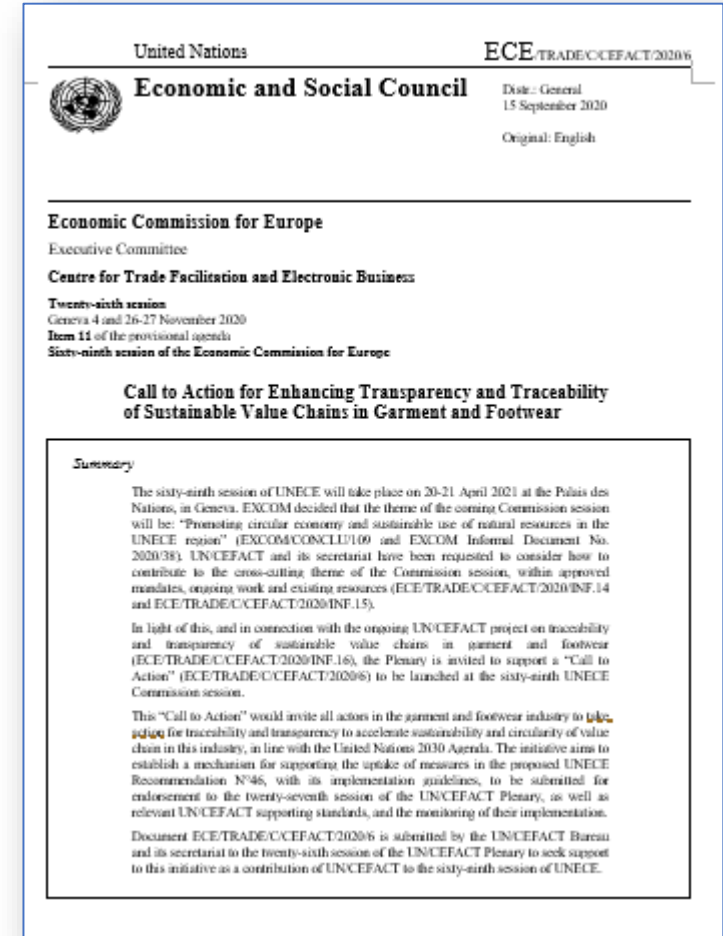 United Nations
ECE/TRADE/C/CEFACT/2020/6
Economic and Social Council
Distr.: General
15 September 2020
Original: English
Economic Commission for Europe
Executive Committee
Centre for Trade Facilitation and Electronic Business
Twenty-sixth session
Geneva 4 and 26-27 November 2020
Item 11 of the provisional agenda
Sixty-ninth session of the Economic Commission for Europe
Call to Action for Enhancing Transparency and Traceability
of Sustainable Value Chains in Garment and Footwear
Summary
The sixty-ninth session of UNECE will take place on 20-21 April 2021 at the Palais des
Nations, in Geneva. EXCOM decided that the theme of the coming Commission session
will be: “Promoting circular economy and sustainable use of natural resources in the
UNECE region” (EXCOM/CONCLU/109 and EXCOM Informal Document No.
2020/38). UN/CEFACT and its secretariat have been requested to consider how to
contribute to the cross-cutting theme of the Commission session, within approved
mandates, ongoing work and existing resources (ECE/TRADE/C/CEFACT/2020/INF.14
and ECE/TRADE/C/CEFACT/2020/INF.15).
In light of this, and in connection with the ongoing UN/CEFACT project on traceability
and transparency of sustainable value chains in garment and footwear
(ECE/TRADE/C/CEFACT/2020/INF.16), the Plenary is invited to support a “Call to
Action” (ECE/TRADE/C/CEFACT/2020/6) to be launched at the sixty-ninth UNECE
Commission session.
This “Call to Action” would invite all actors in the garment and footwear industry to take
action for traceability and transparency to accelerate sustainability and circularity of value
chain in this industry, in line with the United Nations 2030 Agenda. The initiative aims to
establish a mechanism for supporting the uptake of measures in the proposed UNECE
Recommendation N°46, with its implementation guidelines, to be submitted for
endorsement to the twenty-seventh session of the UN/CEFACT Plenary, as well as
relevant UN/CEFACT supporting standards, and the monitoring of their implementation.
Document ECE/TRADE/C/CEFACT/2020/6 is submitted by the UN/CEFACT Bureau
and its secretariat to the twenty-sixth session of the UN/CEFACT Plenary to seek support
to this initiative as a contribution of UN/CEFACT to the sixty-ninth session of UNECE.